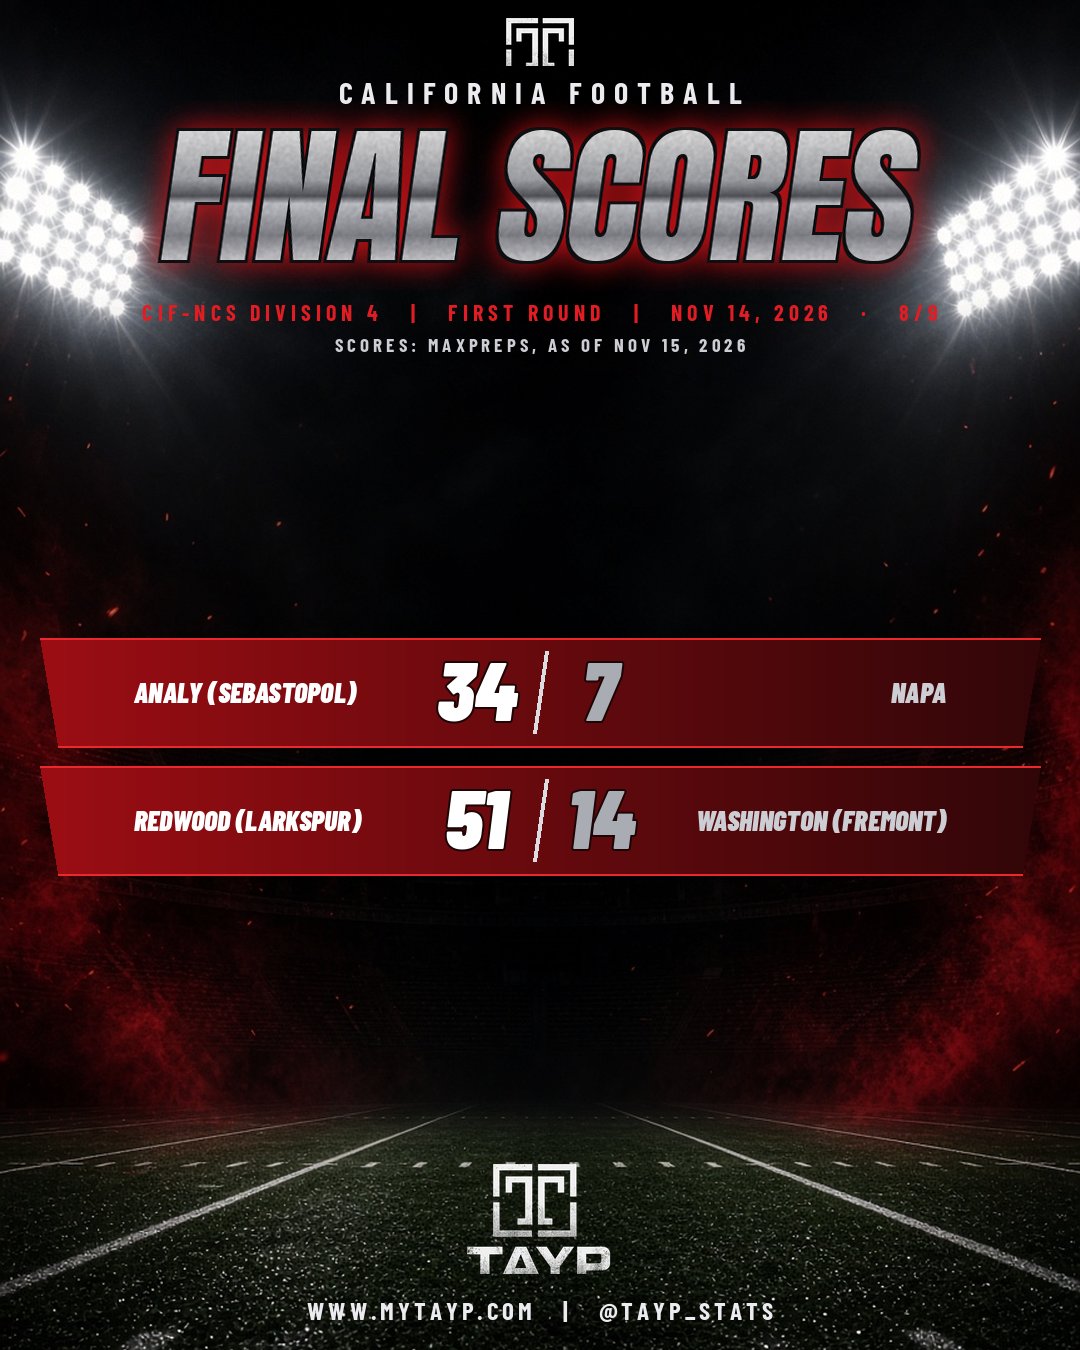 CALIFORNIA FOOTBALL
FINAL SCORES
CIF-NCS DIVISION 4 | FIRST ROUND | NOV 14, 2026 · 8/8
SCORES: MAXPREPS, AS OF NOV 15, 2026
ANALY (SEBASTOPOL) 34 / 7 NAPA
REDWOOD (LARKSPUR) 51 / 14 WASHINGTON (FREMONT)
TAYP
WWW.MYTAYP.COM | @TAYP_STATS